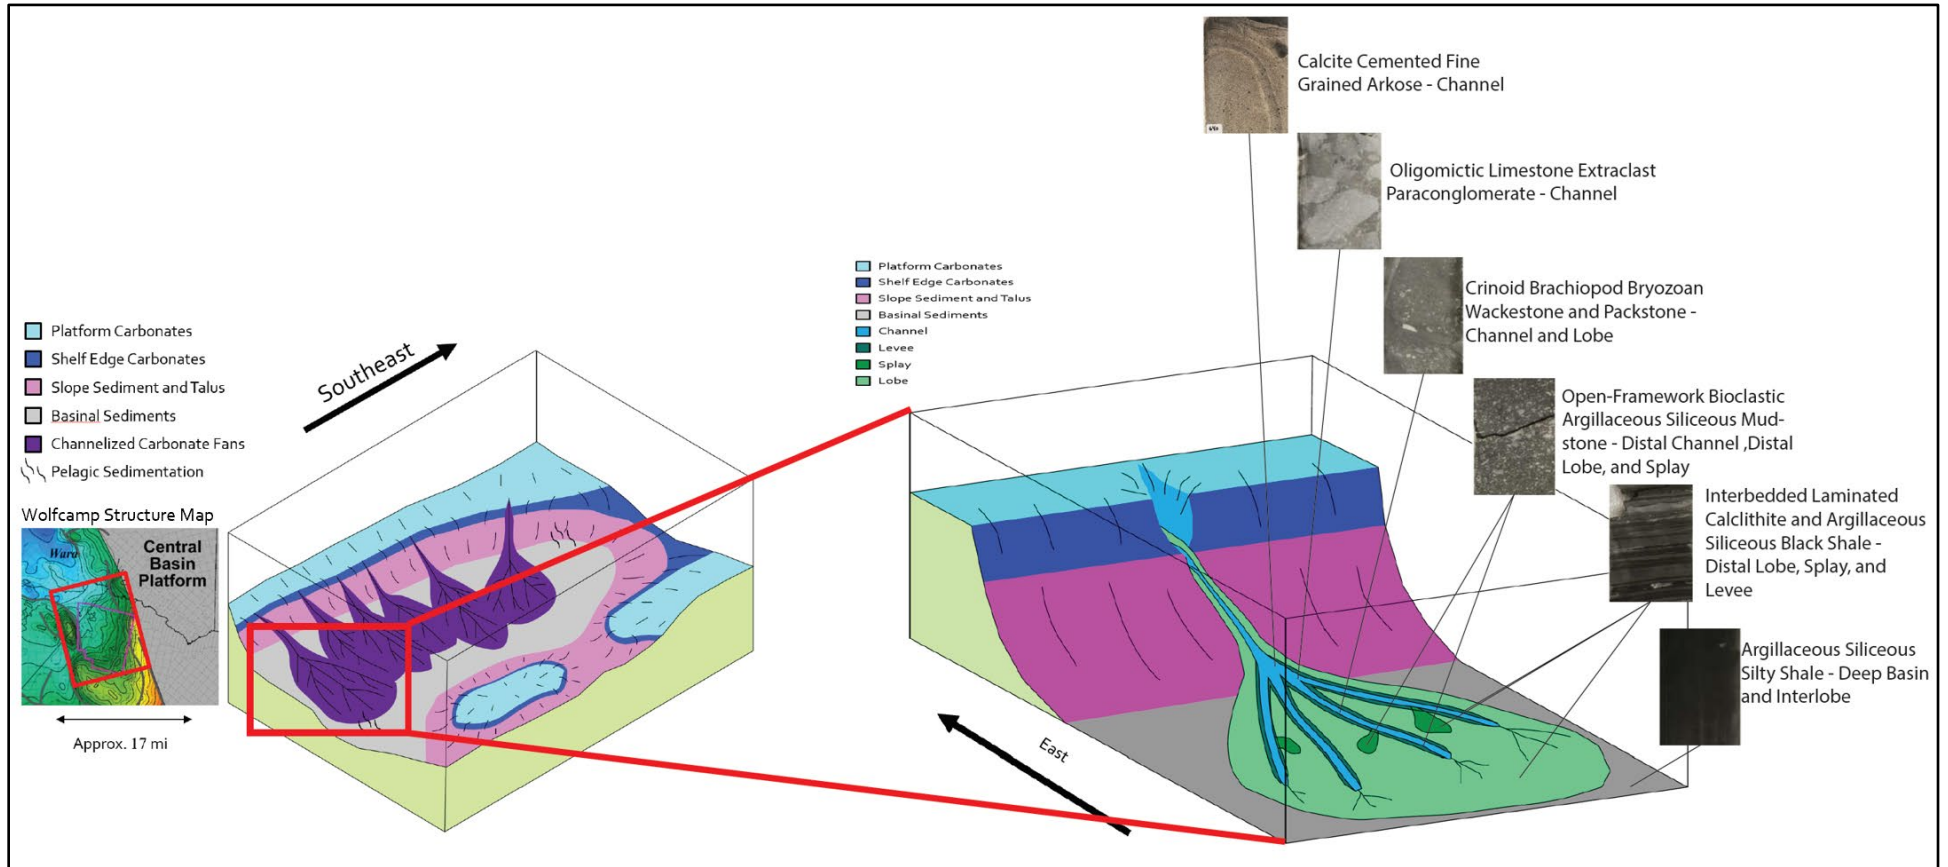 Platform Carbonates
Shelf Edge Carbonates
Slope Sediment and Talus
Basinal Sediments
Channelized Carbonate Fans
Pelagic Sedimentation
Wolfcamp Structure Map
Ward
Central
Basin
Platform
Approx. 17 mi
Southeast
Platform Carbonates
Shelf Edge Carbonates
Slope Sediment and Talus
Basinal Sediments
Channel
Levee
Splay
Lobe
East
Calcite Cemented Fine
Grained Arkose - Channel
Oligomictic Limestone Extraclast
Paraconglomerate - Channel
Crinoid Brachiopod Bryozoan
Wackestone and Packstone -
Channel and Lobe
Open-Framework Bioclastic
Argillaceous Siliceous Mud-
stone - Distal Channel ,Distal
Lobe, and Splay
Interbedded Laminated
Calclithite and Argillaceous
Siliceous Black Shale -
Distal Lobe, Splay, and
Levee
Argillaceous Siliceous
Silty Shale - Deep Basin
and Interlobe